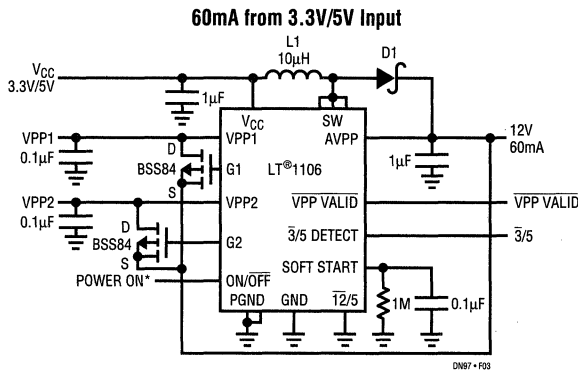 60mA from 3.3V/5V Input
L1
10µH
D1
VCC
3.3V/5V
1µF
VCC
SW
AVPP
12V
60mA
VPP1
0.1µF
D
BSS84
S
VPP1
G1
LT®1106
1µF
VPP2
0.1µF
D
BSS84
S
VPP2
G2
VPP VALID
VPP VALID
3/5 DETECT
3/5
POWER ON*
ON/OFF
SOFT START
1M
0.1µF
PGND
GND
12/5
DN97 • F03